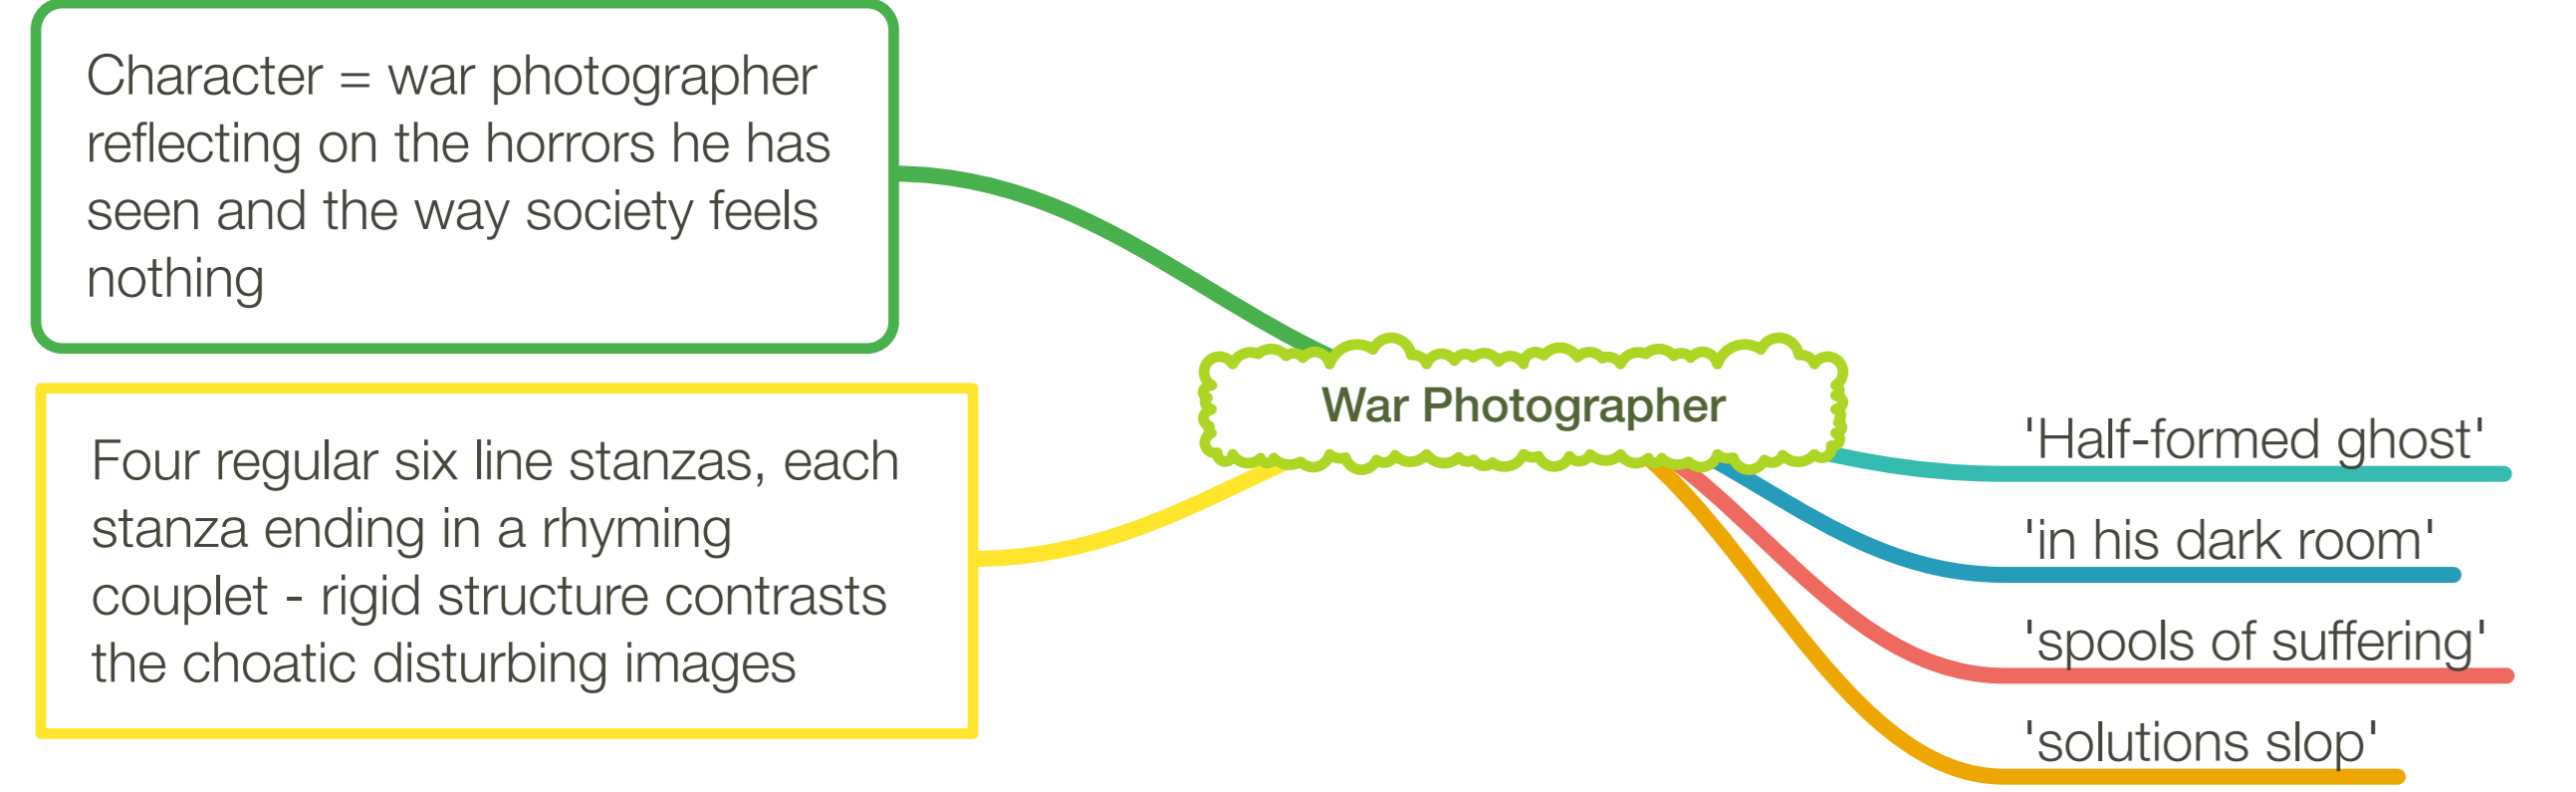 Character = war photographer
reflecting on the horrors he has
seen and the way society feels
nothing
Four regular six line stanzas, each
stanza ending in a rhyming
couplet - rigid structure contrasts
the choatic disturbing images
War Photographer
'Half-formed ghost'
'in his dark room'
'spools of suffering'
'solutions slop'